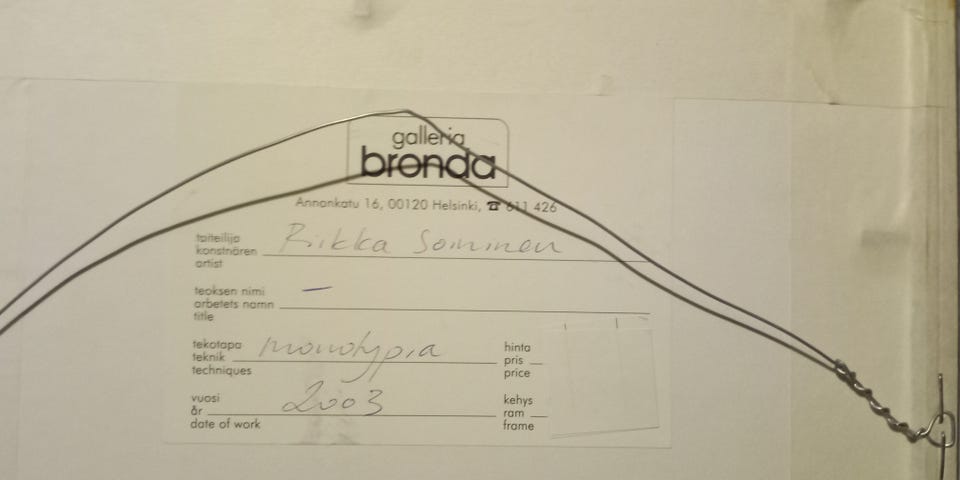 galleria
bronda
Annankatu 16, 00120 Helsinki, ☎ 611 426
taiteilija
konstnären Riikka Soininen
artist
teoksen nimi —
arbetets namn
title
tekotapa
teknik monotypia
techniques
hinta
pris
price
vuosi
år 2003
date of work
kehys
ram
frame